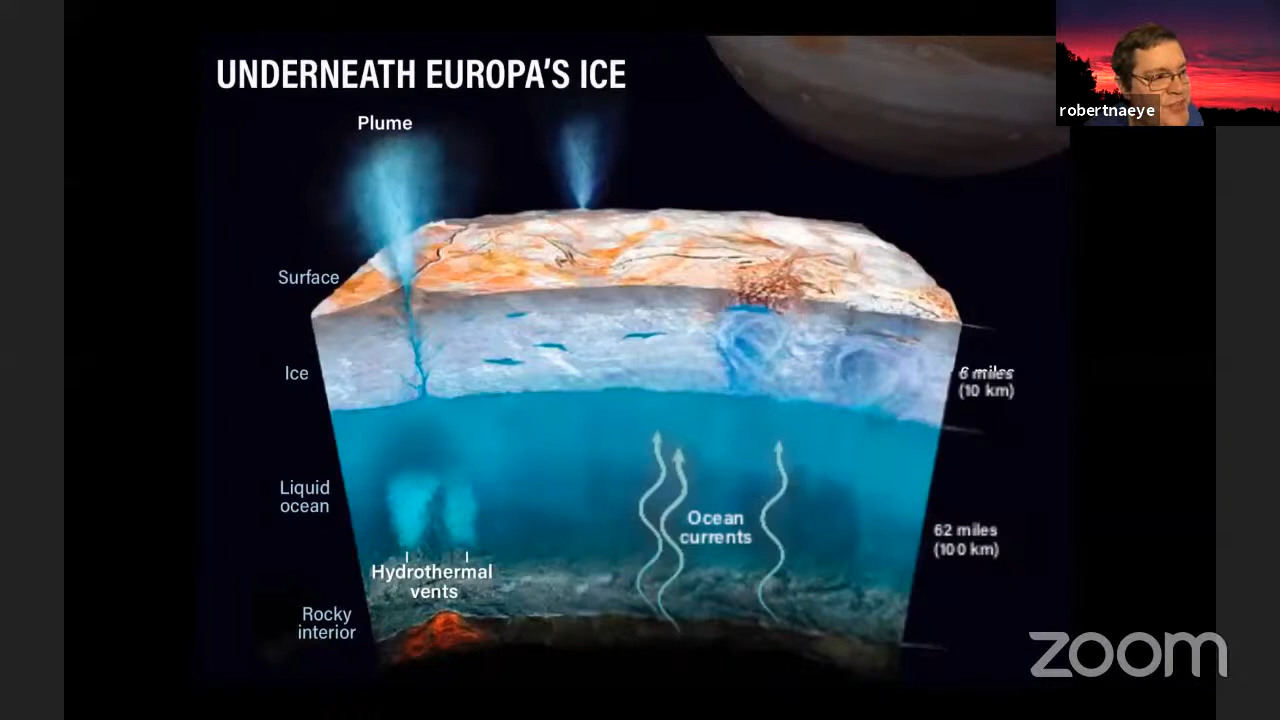 UNDERNEATH EUROPA'S ICE
robertnaeye
Plume
Surface
Ice
6 miles
(10 km)
Liquid
ocean
Ocean
currents
62 miles
(100 km)
Hydrothermal
vents
Rocky
interior
zoom